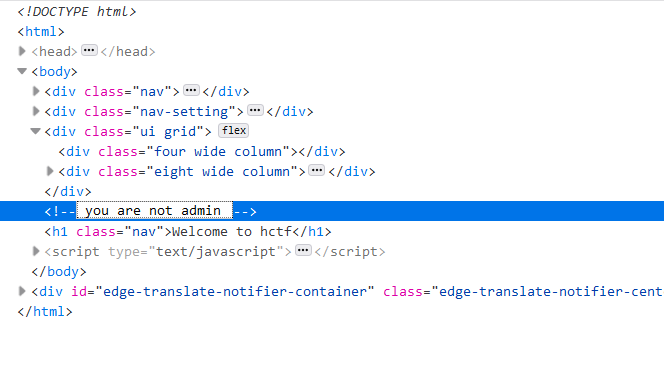 <!DOCTYPE html>
<html>
<head>⋯</head>
<body>
<div class="nav">⋯</div>
<div class="nav-setting">⋯</div>
<div class="ui grid"> flex
<div class="four wide column"></div>
<div class="eight wide column">⋯</div>
</div>
<!-- you are not admin -->
<h1 class="nav">Welcome to hctf</h1>
<script type="text/javascript">⋯</script>
</body>
<div id="edge-translate-notifier-container" class="edge-translate-notifier-cent
</html>